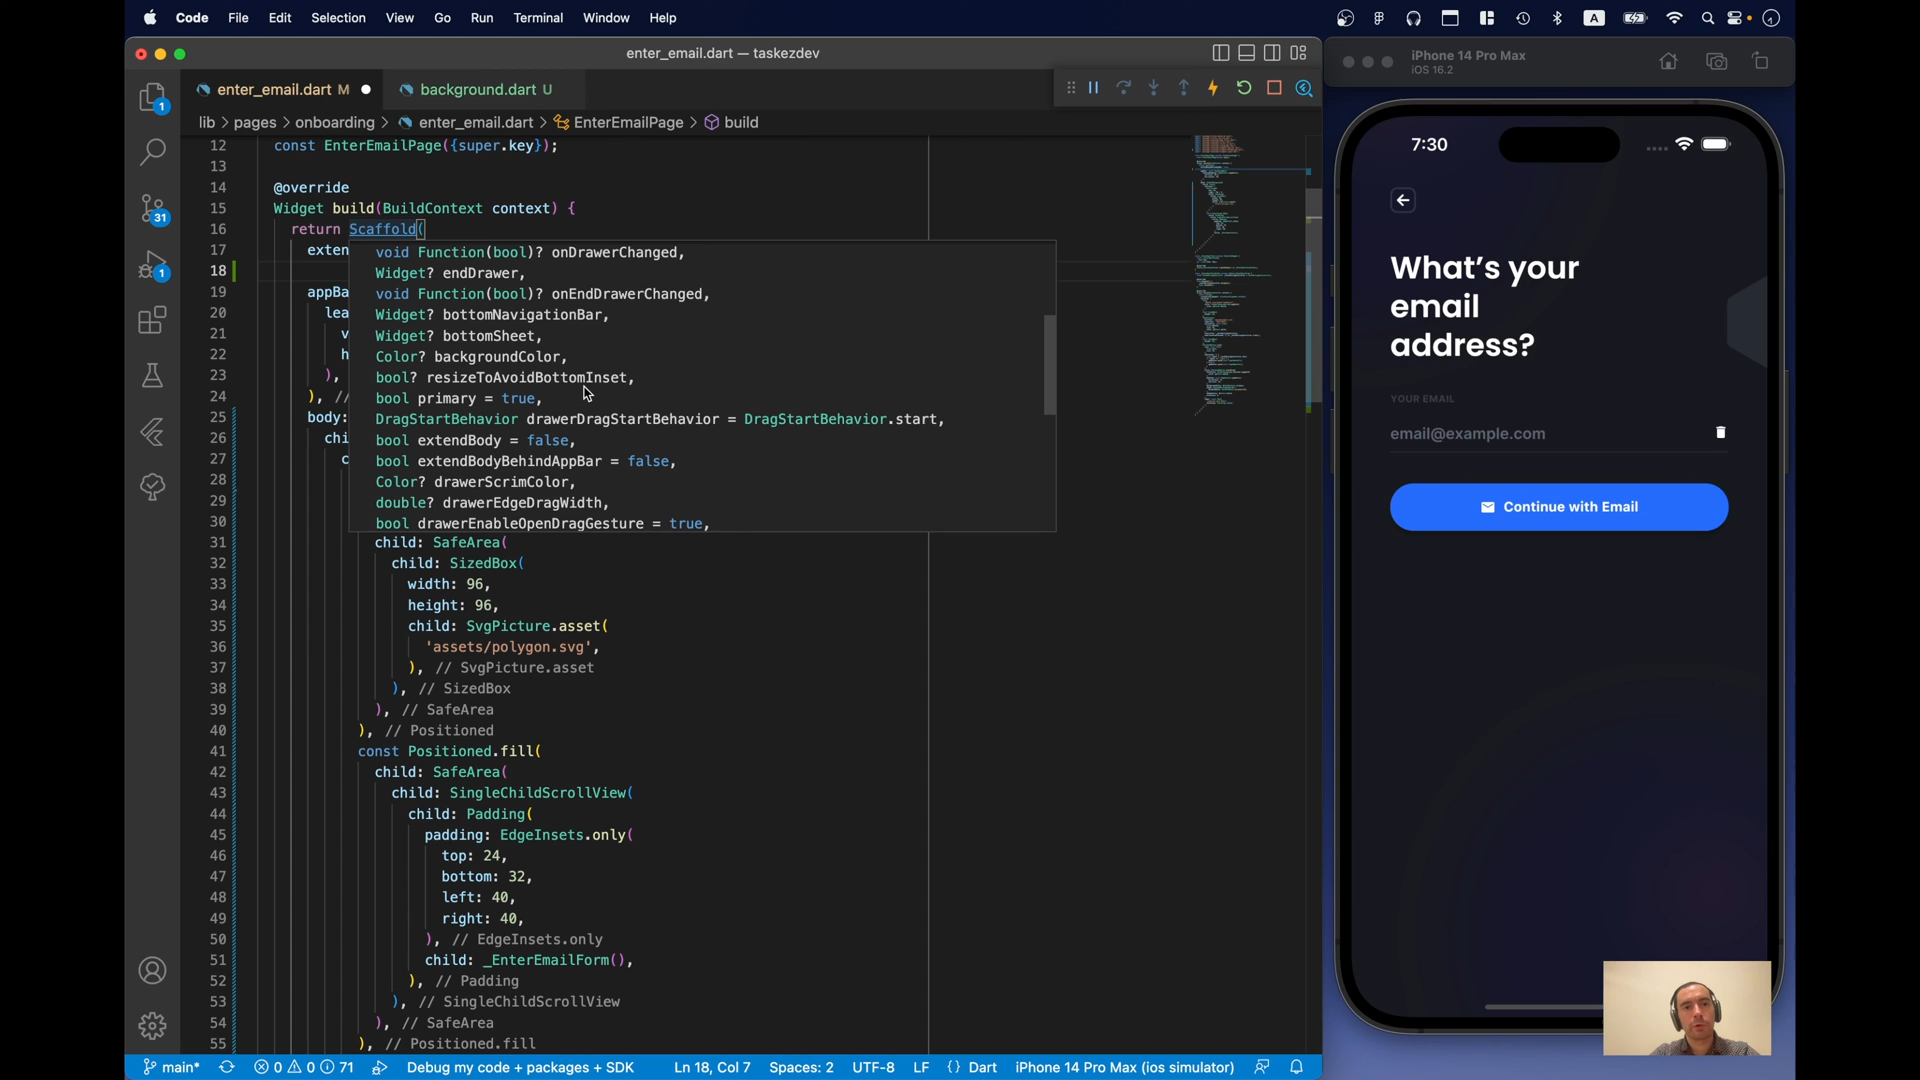 Code File Edit Selection View Go Run Terminal Window Help
A
enter_email.dart — taskezdev
iPhone 14 Pro Max
iOS 16.2
enter_email.dart M
background.dart U
1
lib > pages > onboarding > enter_email.dart > EnterEmailPage > build
31
1
12 const EnterEmailPage({super.key});
13
14 @override
15 Widget build(BuildContext context) {
16 return Scaffold(
17 exten
18
19 appBa
20 lea
21 v
22 h
23 ),
24 ), //
25 body:
26 chi
27 c
28
29
30
void Function(bool)? onDrawerChanged,
Widget? endDrawer,
void Function(bool)? onEndDrawerChanged,
Widget? bottomNavigationBar,
Widget? bottomSheet,
Color? backgroundColor,
bool? resizeToAvoidBottomInset,
bool primary = true,
DragStartBehavior drawerDragStartBehavior = DragStartBehavior.start,
bool extendBody = false,
bool extendBodyBehindAppBar = false,
Color? drawerScrimColor,
double? drawerEdgeDragWidth,
bool drawerEnableOpenDragGesture = true,
31 child: SafeArea(
32 child: SizedBox(
33 width: 96,
34 height: 96,
35 child: SvgPicture.asset(
36 'assets/polygon.svg',
37 ), // SvgPicture.asset
38 ), // SizedBox
39 ), // SafeArea
40 ), // Positioned
41 const Positioned.fill(
42 child: SafeArea(
43 child: SingleChildScrollView(
44 child: Padding(
45 padding: EdgeInsets.only(
46 top: 24,
47 bottom: 32,
48 left: 40,
49 right: 40,
50 ), // EdgeInsets.only
51 child: _EnterEmailForm(),
52 ), // Padding
53 ), // SingleChildScrollView
54 ), // SafeArea
55 ), // Positioned.fill
7:30
What's your
email
address?
YOUR EMAIL
email@example.com
Continue with Email
main* 0 0 71 Debug my code + packages + SDK Ln 18, Col 7 Spaces: 2 UTF-8 LF {} Dart iPhone 14 Pro Max (ios simulator)